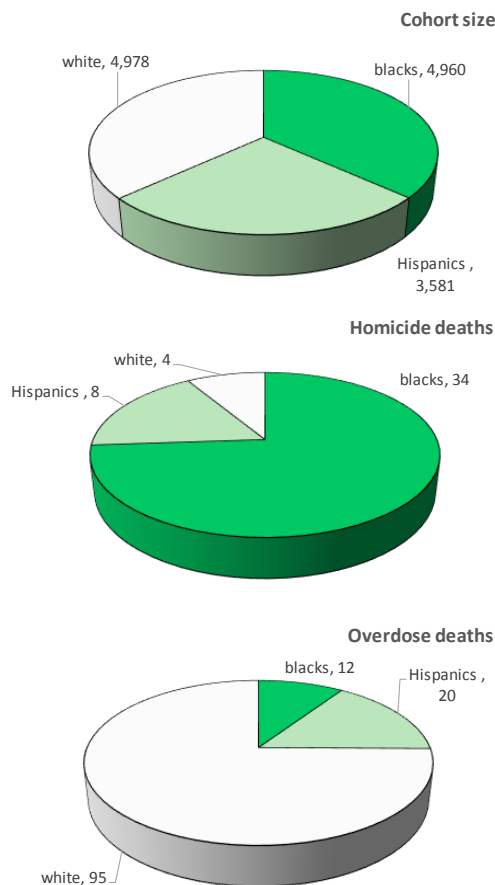 Cohort size
white, 4,978
blacks, 4,960
Hispanics ,
3,581
Homicide deaths
white, 4
Hispanics , 8
blacks, 34
Overdose deaths
blacks, 12
Hispanics ,
20
white, 95